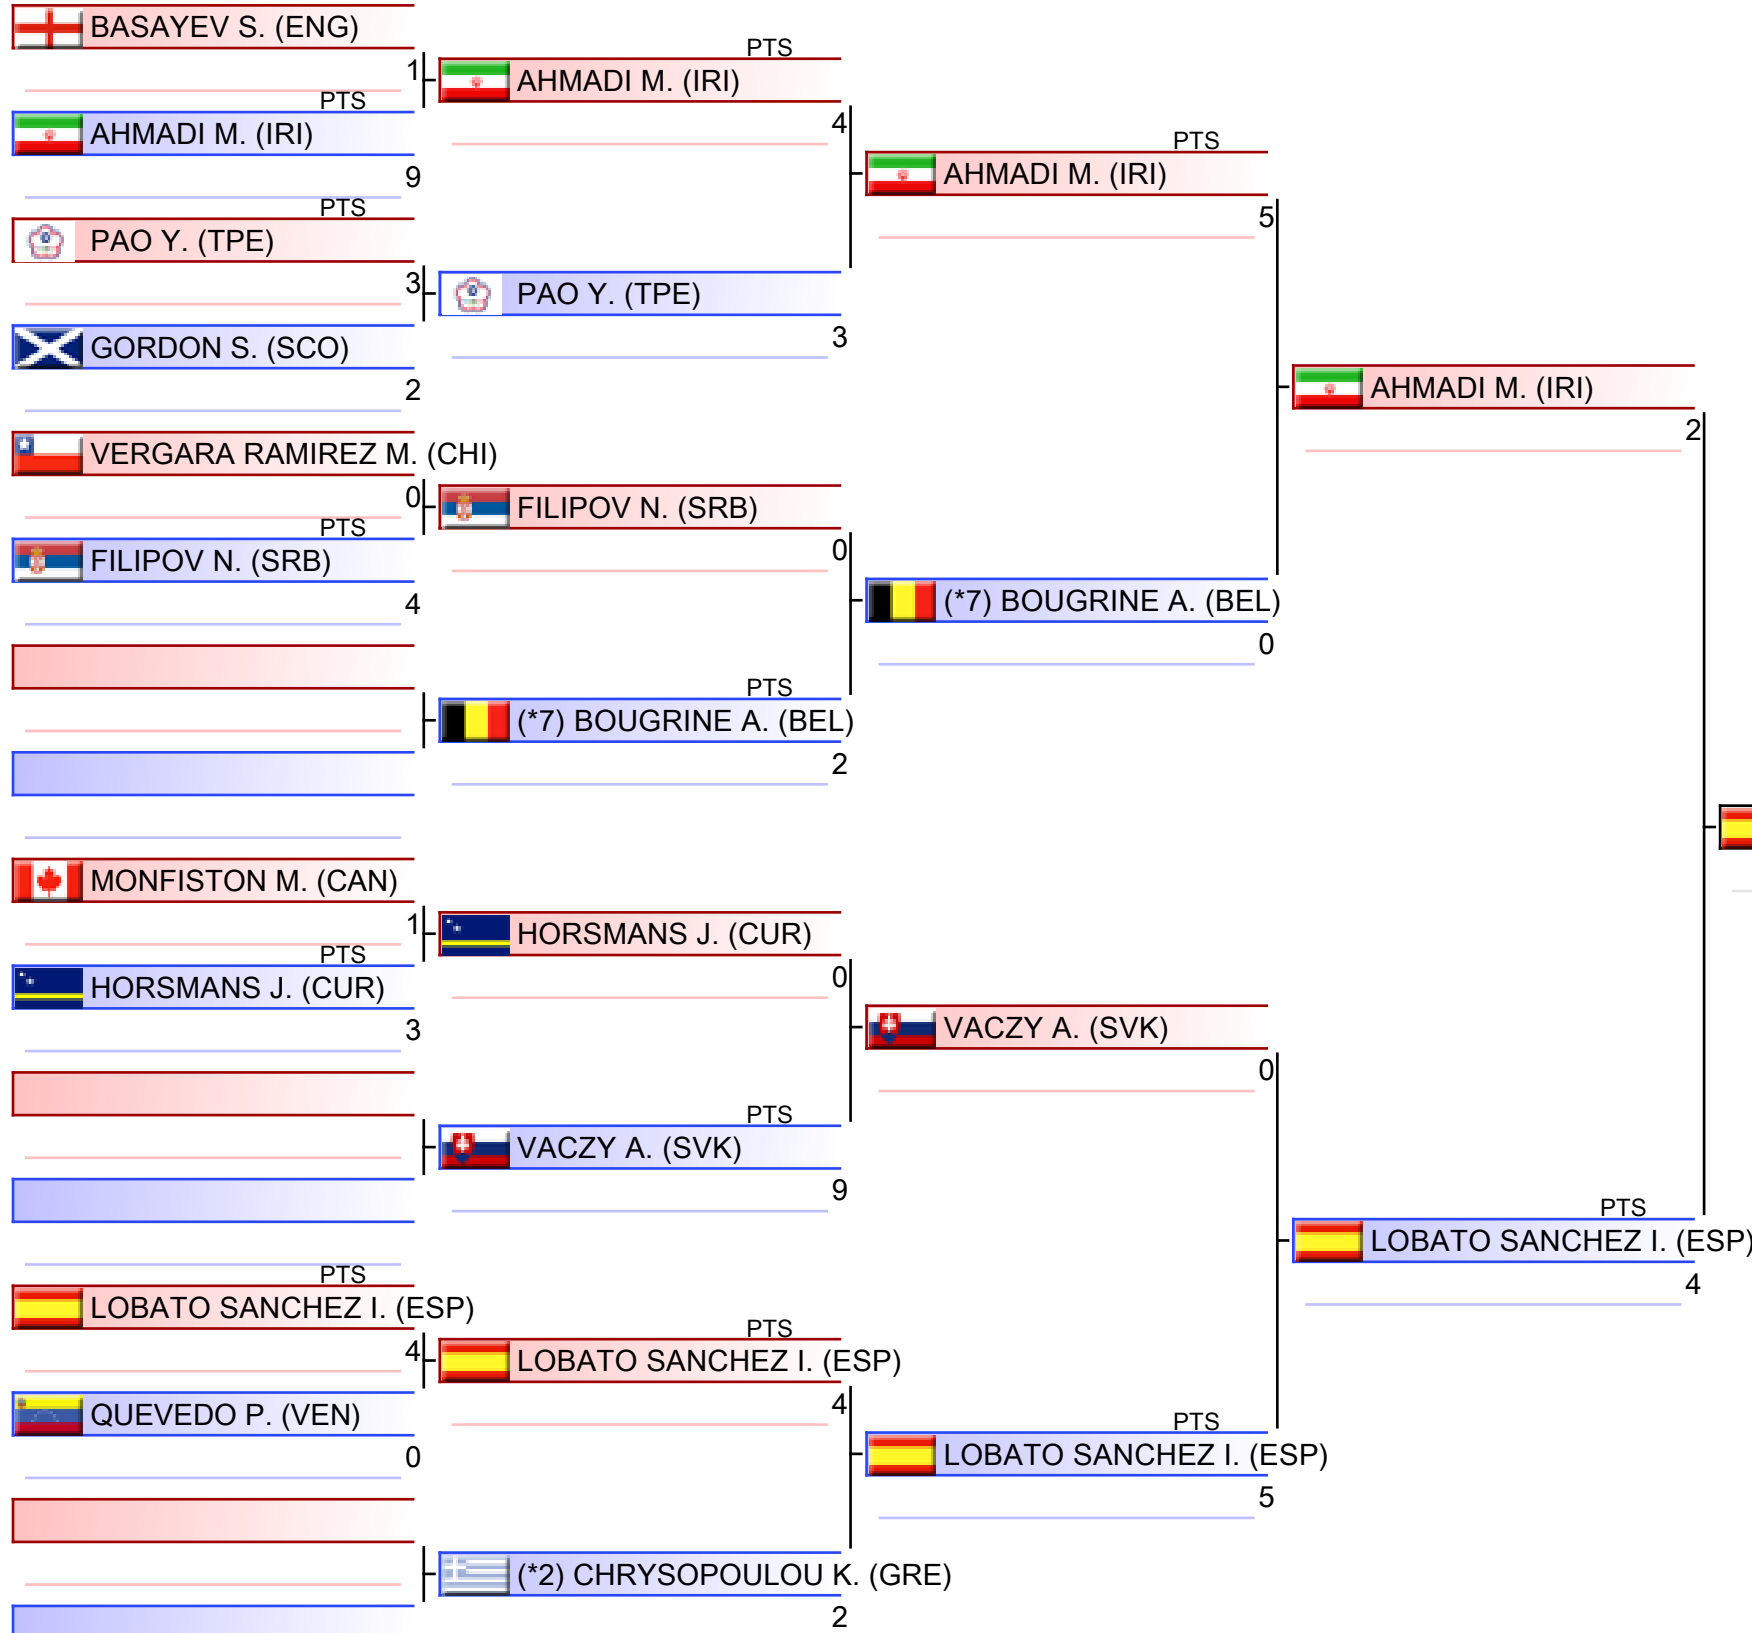 BASAYEV S. (ENG)
1
PTS
AHMADI M. (IRI)
9
PTS
PAO Y. (TPE)
3
GORDON S. (SCO)
2
VERGARA RAMIREZ M. (CHI)
0
PTS
FILIPOV N. (SRB)
4
MONFISTON M. (CAN)
1
PTS
HORSMANS J. (CUR)
3
PTS
LOBATO SANCHEZ I. (ESP)
4
QUEVEDO P. (VEN)
0
PTS
AHMADI M. (IRI)
4
PAO Y. (TPE)
3
FILIPOV N. (SRB)
0
PTS
(*7) BOUGRINE A. (BEL)
2
HORSMANS J. (CUR)
0
PTS
VACZY A. (SVK)
9
PTS
LOBATO SANCHEZ I. (ESP)
4
(*2) CHRYSOPOULOU K. (GRE)
2
PTS
AHMADI M. (IRI)
5
(*7) BOUGRINE A. (BEL)
0
VACZY A. (SVK)
0
PTS
LOBATO SANCHEZ I. (ESP)
5
AHMADI M. (IRI)
2
PTS
LOBATO SANCHEZ I. (ESP)
4